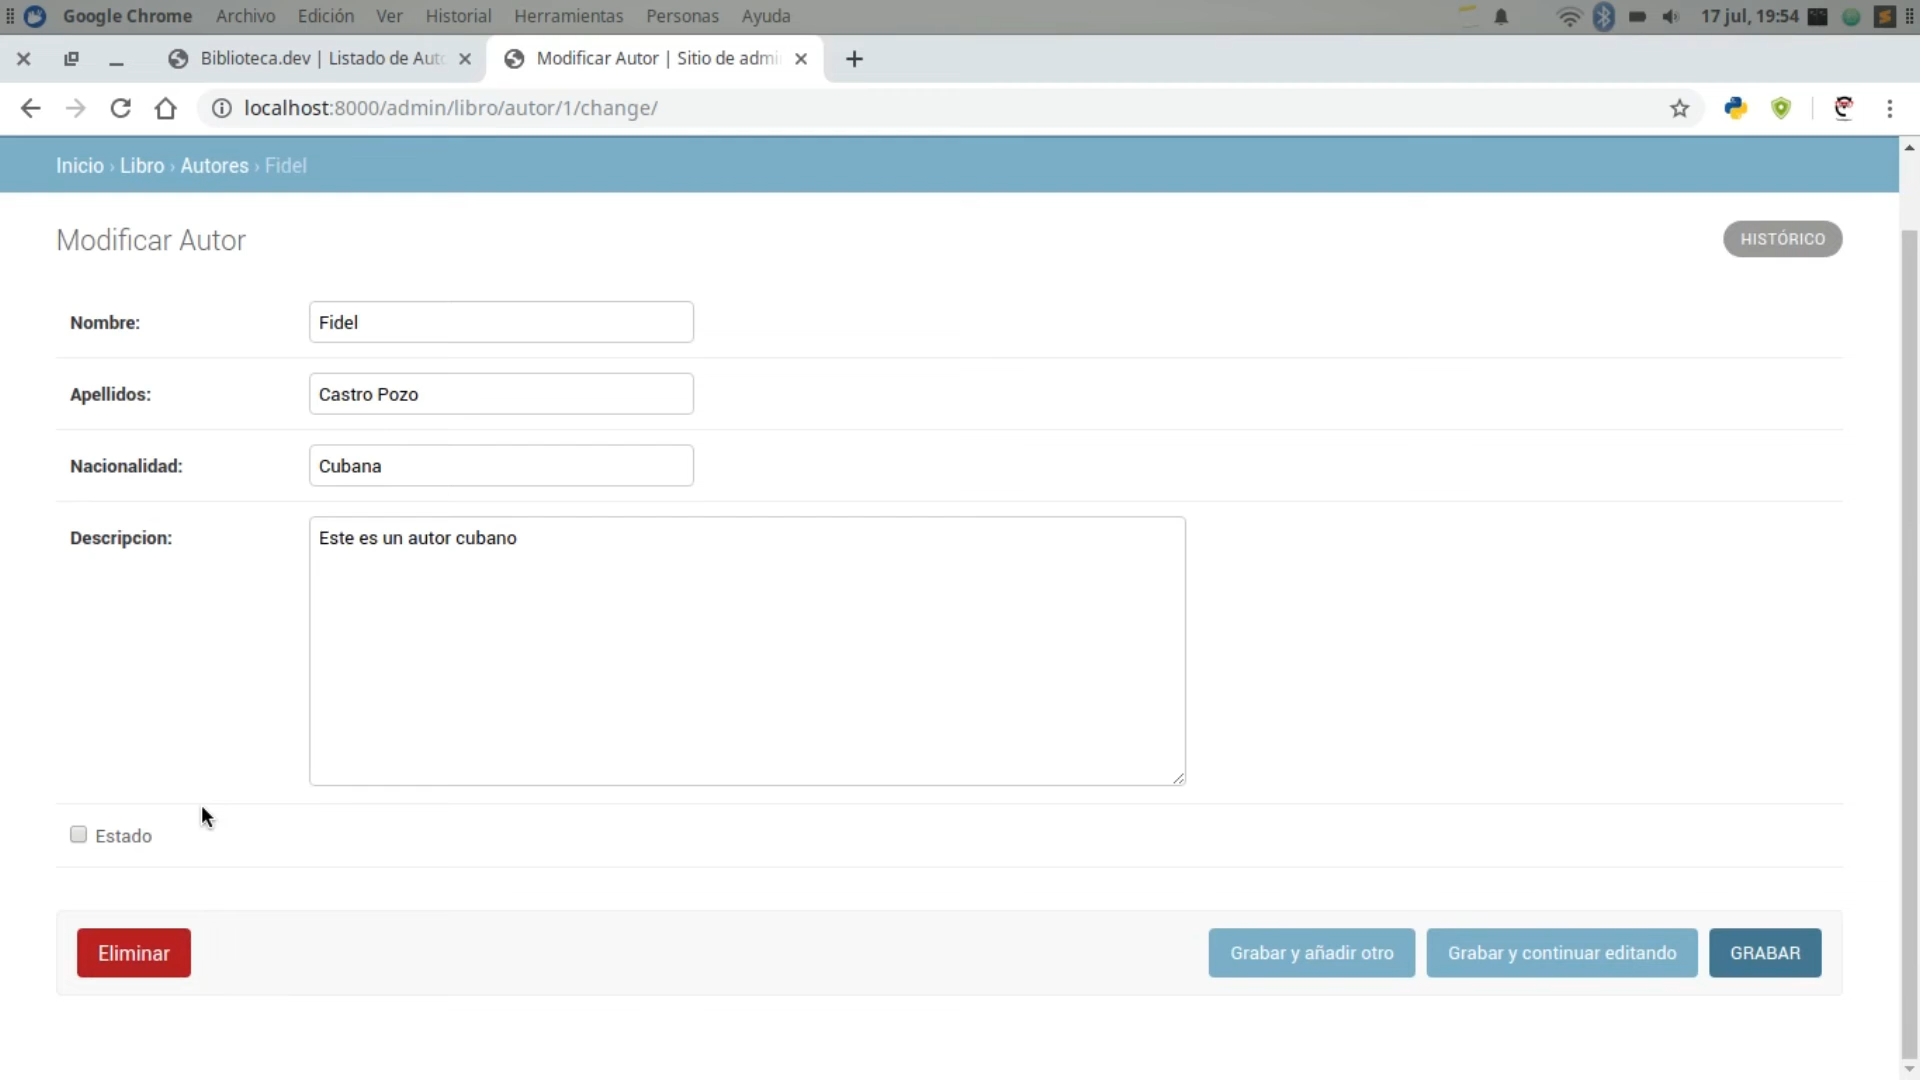 Google Chrome Archivo Edición Ver Historial Herramientas Personas Ayuda 17 jul, 19:54
Biblioteca.dev | Listado de Auto Modificar Autor | Sitio de admi
localhost:8000/admin/libro/autor/1/change/
Inicio › Libro › Autores › Fidel
Modificar Autor HISTÓRICO
Nombre: Fidel
Apellidos: Castro Pozo
Nacionalidad: Cubana
Descripcion: Este es un autor cubano
Estado
Eliminar Grabar y añadir otro Grabar y continuar editando GRABAR